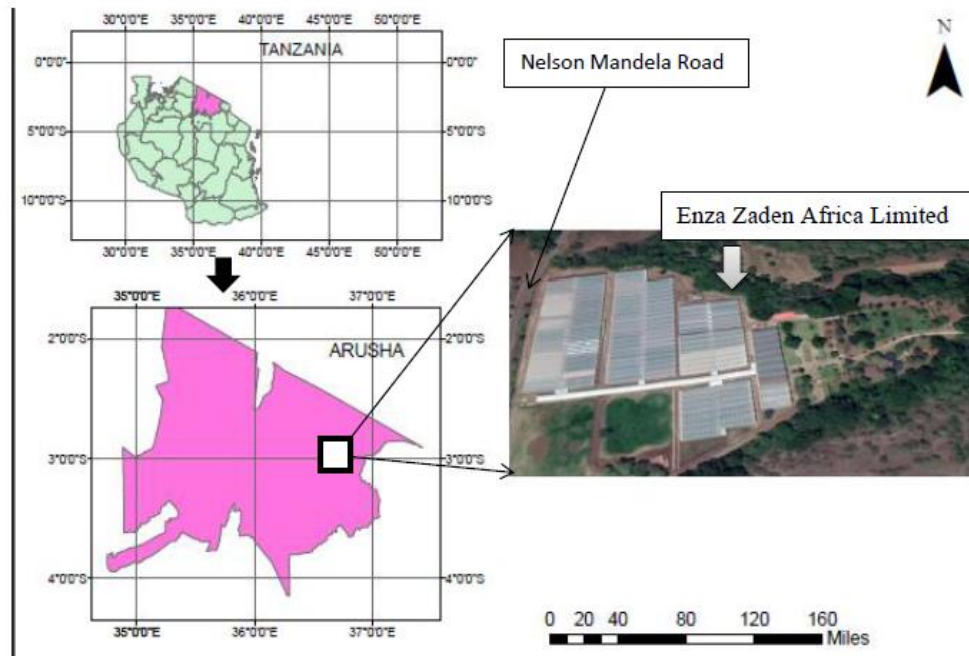 30°0'0"E 35°0'0"E 40°0'0"E 45°0'0"E 50°0'0"E
TANZANIA
0°0'0" 0°0'0"
5°0'0"S 5°0'0"S
10°0'0"S 10°0'0"S
30°0'0"E 35°0'0"E 40°0'0"E 45°0'0"E 50°0'0"E
Nelson Mandela Road
N
Enza Zaden Africa Limited
35°0'0"E 36°0'0"E 37°0'0"E
2°0'0"S 2°0'0"S
ARUSHA
3°0'0"S 3°0'0"S
4°0'0"S 4°0'0"S
35°0'0"E 36°0'0"E 37°0'0"E
0 20 40 80 120 160
Miles